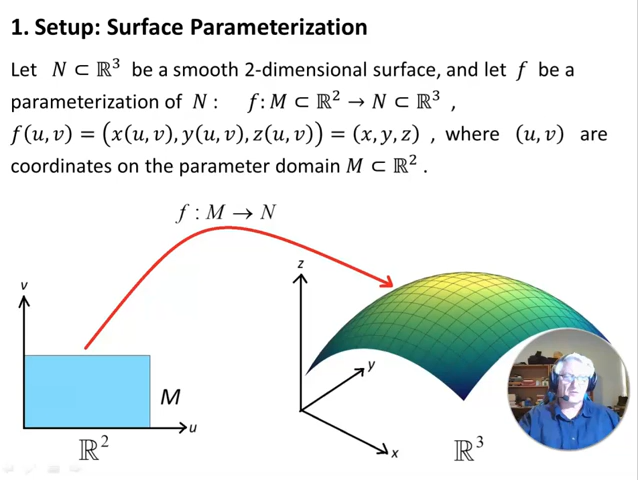 1. Setup: Surface Parameterization
Let N ⊂ ℝ³ be a smooth 2-dimensional surface, and let f be a
parameterization of N : f: M ⊂ ℝ² → N ⊂ ℝ³ ,
f(u, v) = (x(u, v), y(u, v), z(u, v)) = (x, y, z) , where (u, v) are
coordinates on the parameter domain M ⊂ ℝ² .
f : M → N
v
z
y
M
u
x
ℝ²
ℝ³